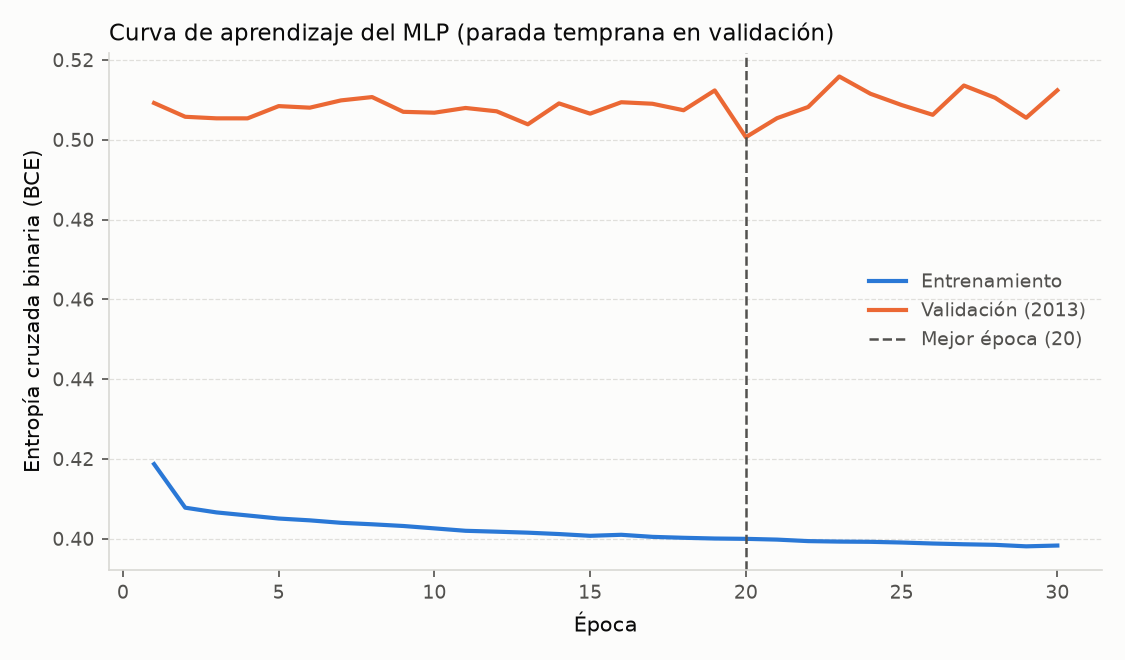 Curva de aprendizaje del MLP (parada temprana en validación)
Entropía cruzada binaria (BCE)
0.52
0.50
0.48
0.46
0.44
0.42
0.40
Entrenamiento
Validación (2013)
Mejor época (20)
0 5 10 15 20 25 30
Época